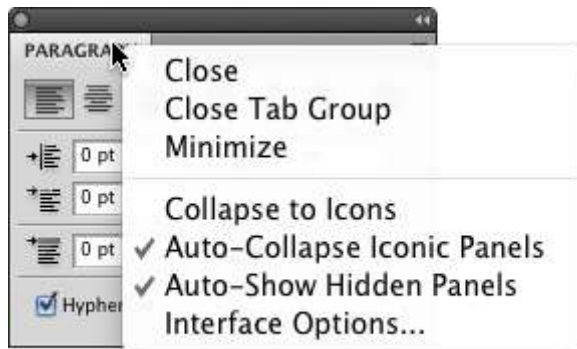 PARAGRA
Close
Close Tab Group
Minimize
0 pt
0 pt
Collapse to Icons
0 pt
Auto-Collapse Iconic Panels
Auto-Show Hidden Panels
Hyphen
Interface Options...